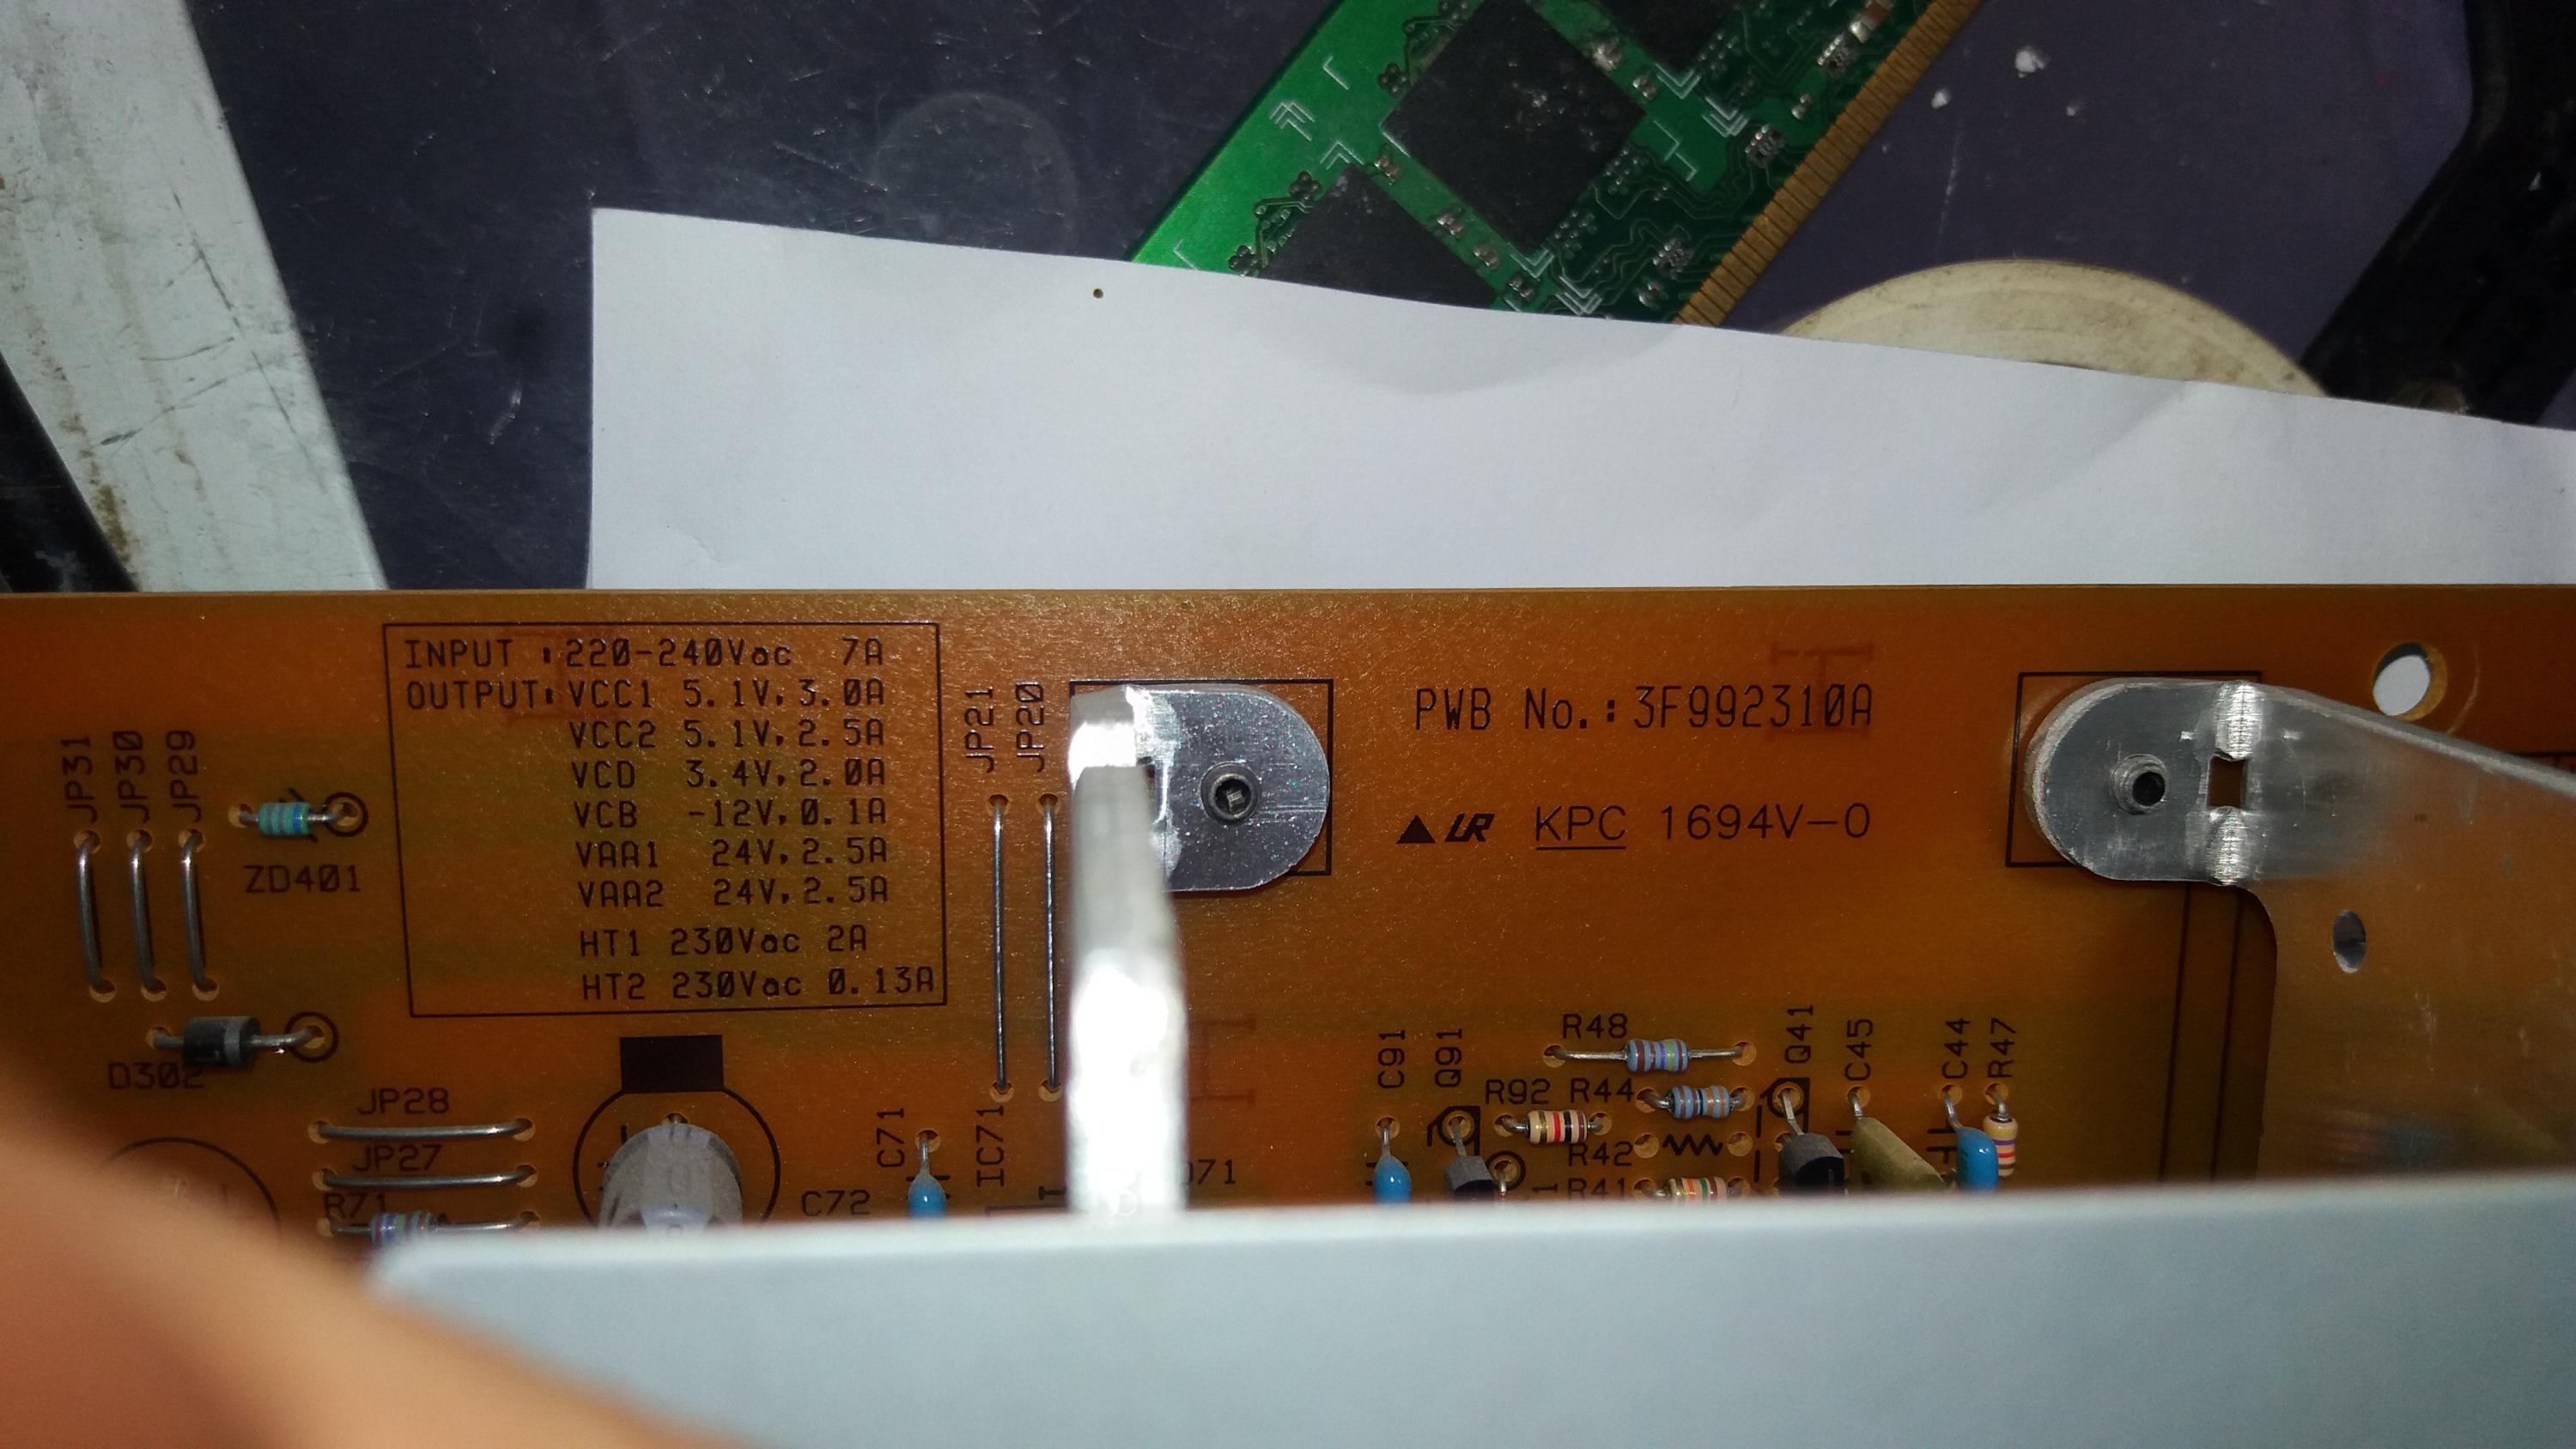 INPUT : 220-240Vac 7A
OUTPUT: VCC1 5.1V, 3.0A
VCC2 5.1V, 2.5A
VCD 3.4V, 2.0A
VCB -12V, 0.1A
VAA1 24V, 2.5A
VAA2 24V, 2.5A
HT1 230Vac 2A
HT2 230Vac 0.13A
JP31
JP30
JP29
ZD401
D302
JP28
JP27
R71
JP21
JP20
C71
C72
IC71
PWB No.: 3F992310A
KPC 1694V-0
C91
Q91
R92
R48
R44
R42
R41
Q41
C45
C44
R47